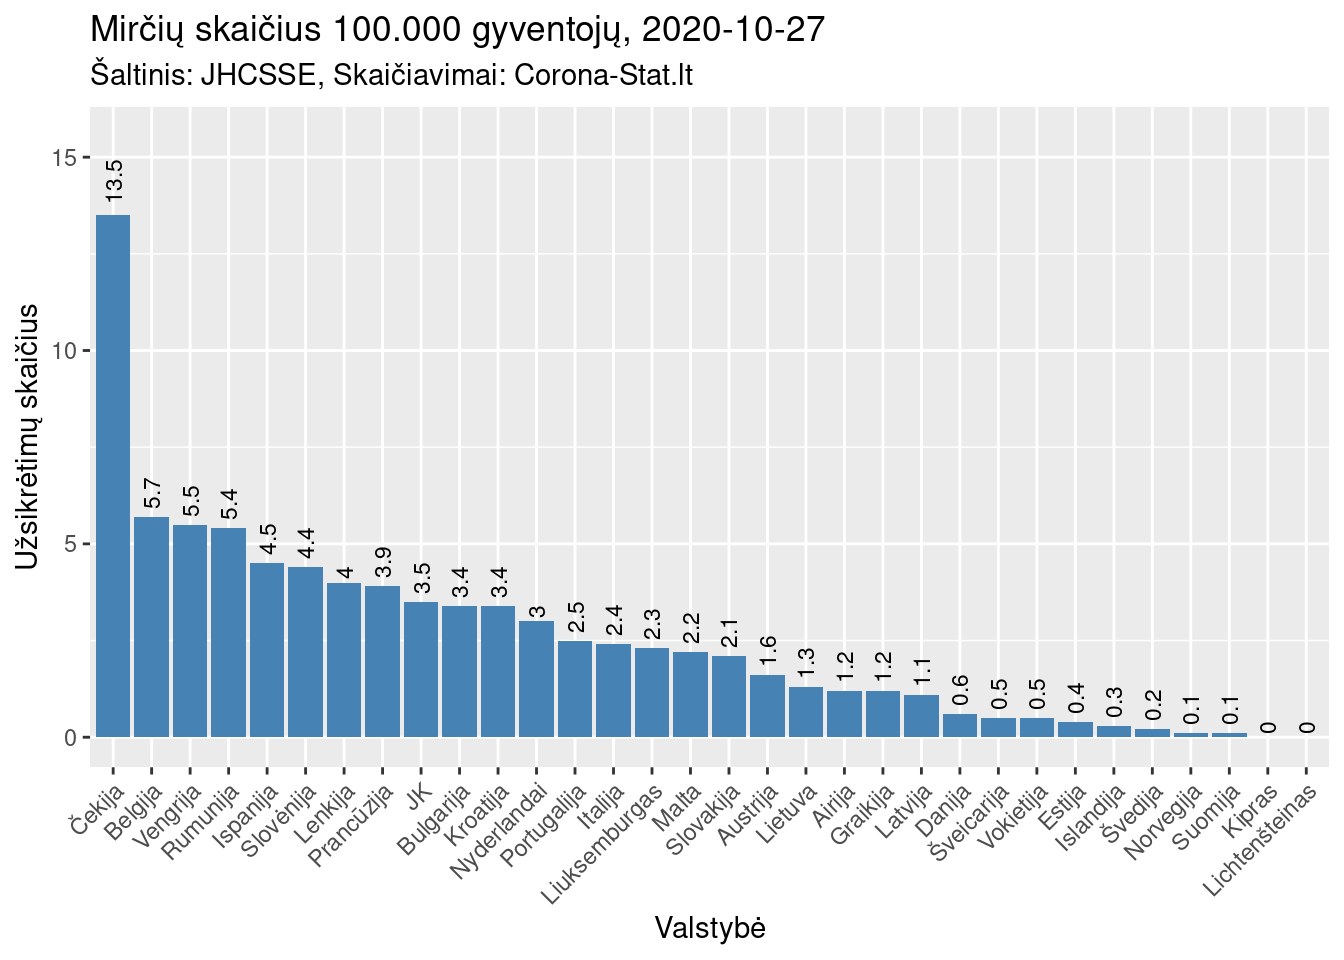 Mirčių skaičius 100.000 gyventojų, 2020-10-27
Šaltinis: JHCSSE, Skaičiavimai: Corona-Stat.lt
Užsikrėtimų skaičius
15
10
5
0
13.5
5.7
5.5
5.4
4.5
4.4
4
3.9
3.5
3.4
3.4
3
2.5
2.4
2.3
2.2
2.1
1.6
1.3
1.2
1.2
1.1
0.6
0.5
0.5
0.4
0.3
0.2
0.1
0.1
0
0
Čekija
Belgija
Vengrija
Rumunija
Ispanija
Slovėnija
Lenkija
Prancūzija
JK
Bulgarija
Kroatija
Nyderlandai
Portugalija
Italija
Liuksemburgas
Malta
Slovakija
Austrija
Lietuva
Airija
Graikija
Latvija
Danija
Šveicarija
Vokietija
Estija
Islandija
Švedija
Norvegija
Suomija
Kipras
Lichtenšteinas
Valstybė